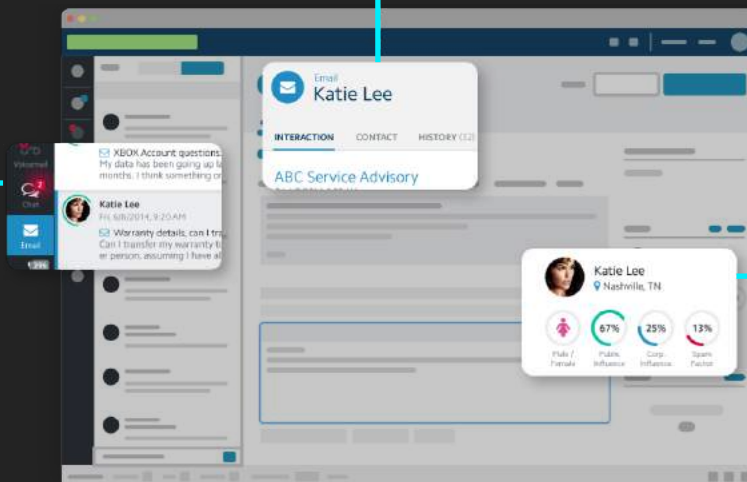 Email
Katie Lee
INTERACTION CONTACT HISTORY (32)
ABC Service Advisory
XBOX Account questions.
My data has been going up
months. I think something
Voicemail
2
Chat
Katie Lee
Fri, 6/6/2014, 9:20 AM
Email
Warranty details, can I
Can I transfer my warranty
er person, assuming I have
Katie Lee
Nashville, TN
67% 25% 13%
Male / Public Corp. Spam
Female Influence Influence Factor